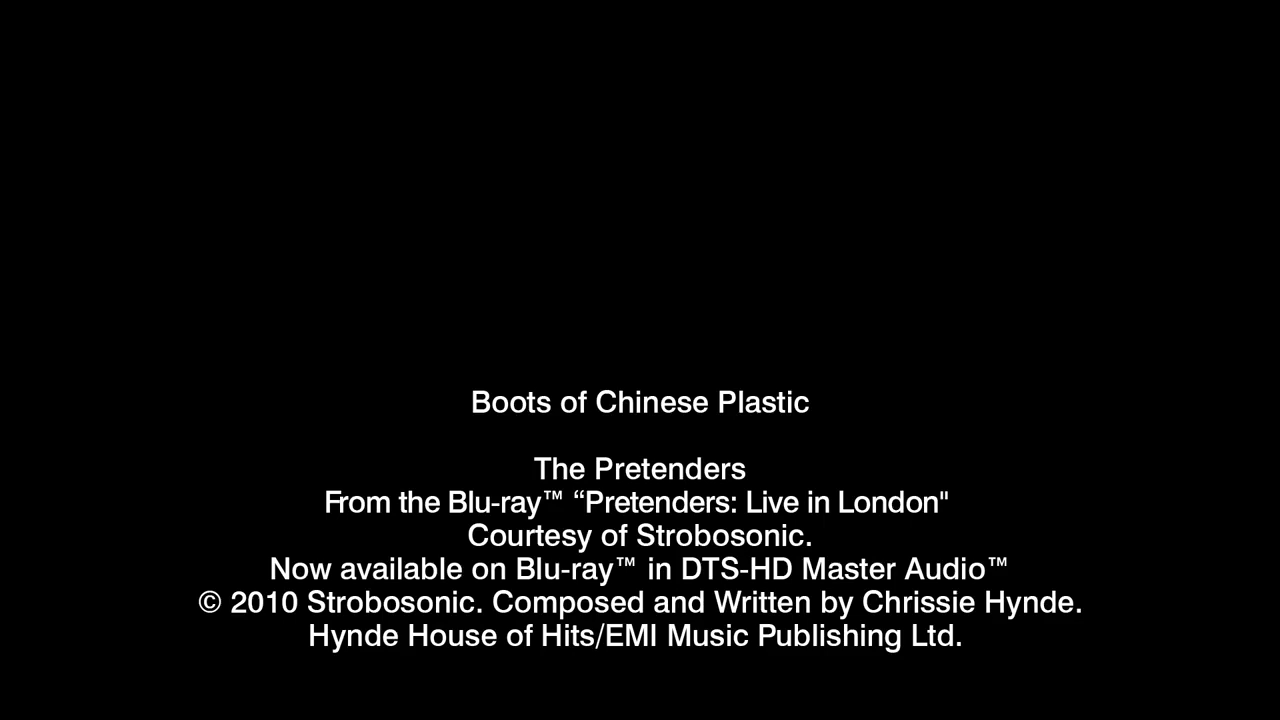 Boots of Chinese Plastic
The Pretenders
From the Blu-ray™ “Pretenders: Live in London"
Courtesy of Strobosonic.
Now available on Blu-ray™ in DTS-HD Master Audio™
© 2010 Strobosonic. Composed and Written by Chrissie Hynde.
Hynde House of Hits/EMI Music Publishing Ltd.